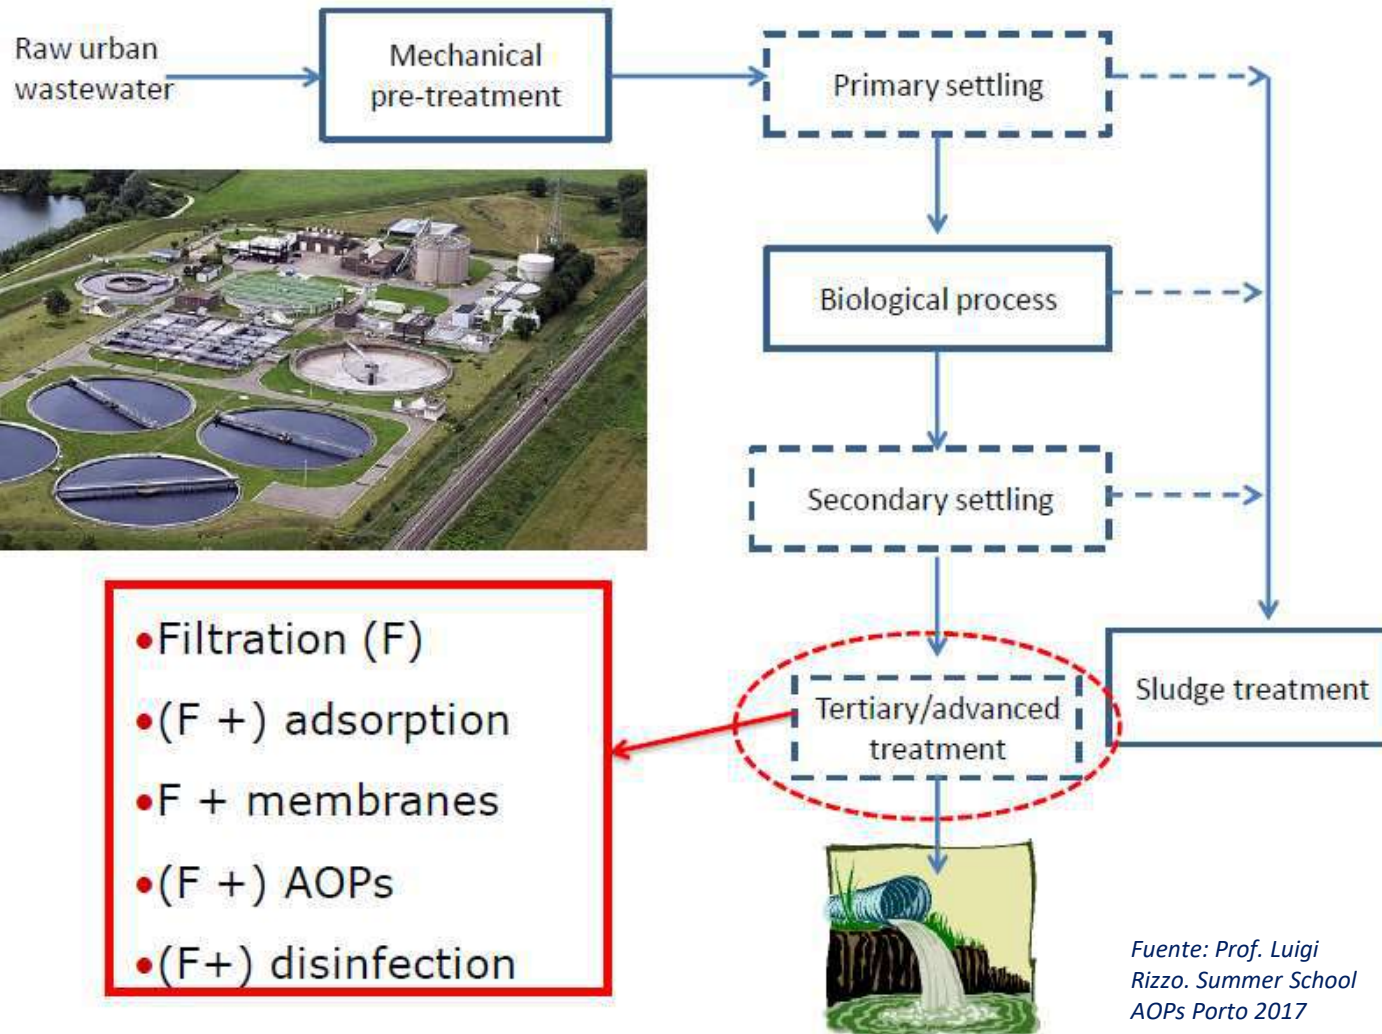 Raw urban
wastewater
Mechanical
pre-treatment
Primary settling
Biological process
Secondary settling
Tertiary/advanced
treatment
Sludge treatment
•Filtration (F)
•(F +) adsorption
•F + membranes
•(F +) AOPs
•(F+) disinfection
Fuente: Prof. Luigi
Rizzo. Summer School
AOPs Porto 2017